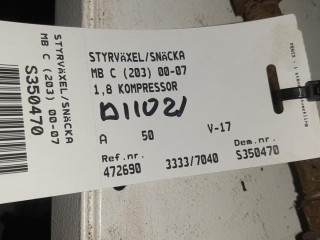 STYRVÄXEL/SNÄCKA
MB C (203) 00-07
S350470
STYRVÄXEL/SNÄCKA
MB C (203) 00-07
1,8 KOMPRESSOR
D11021
A 50 V-17
Ref.nr. Dem.nr.
472690 3333/7040 S350470